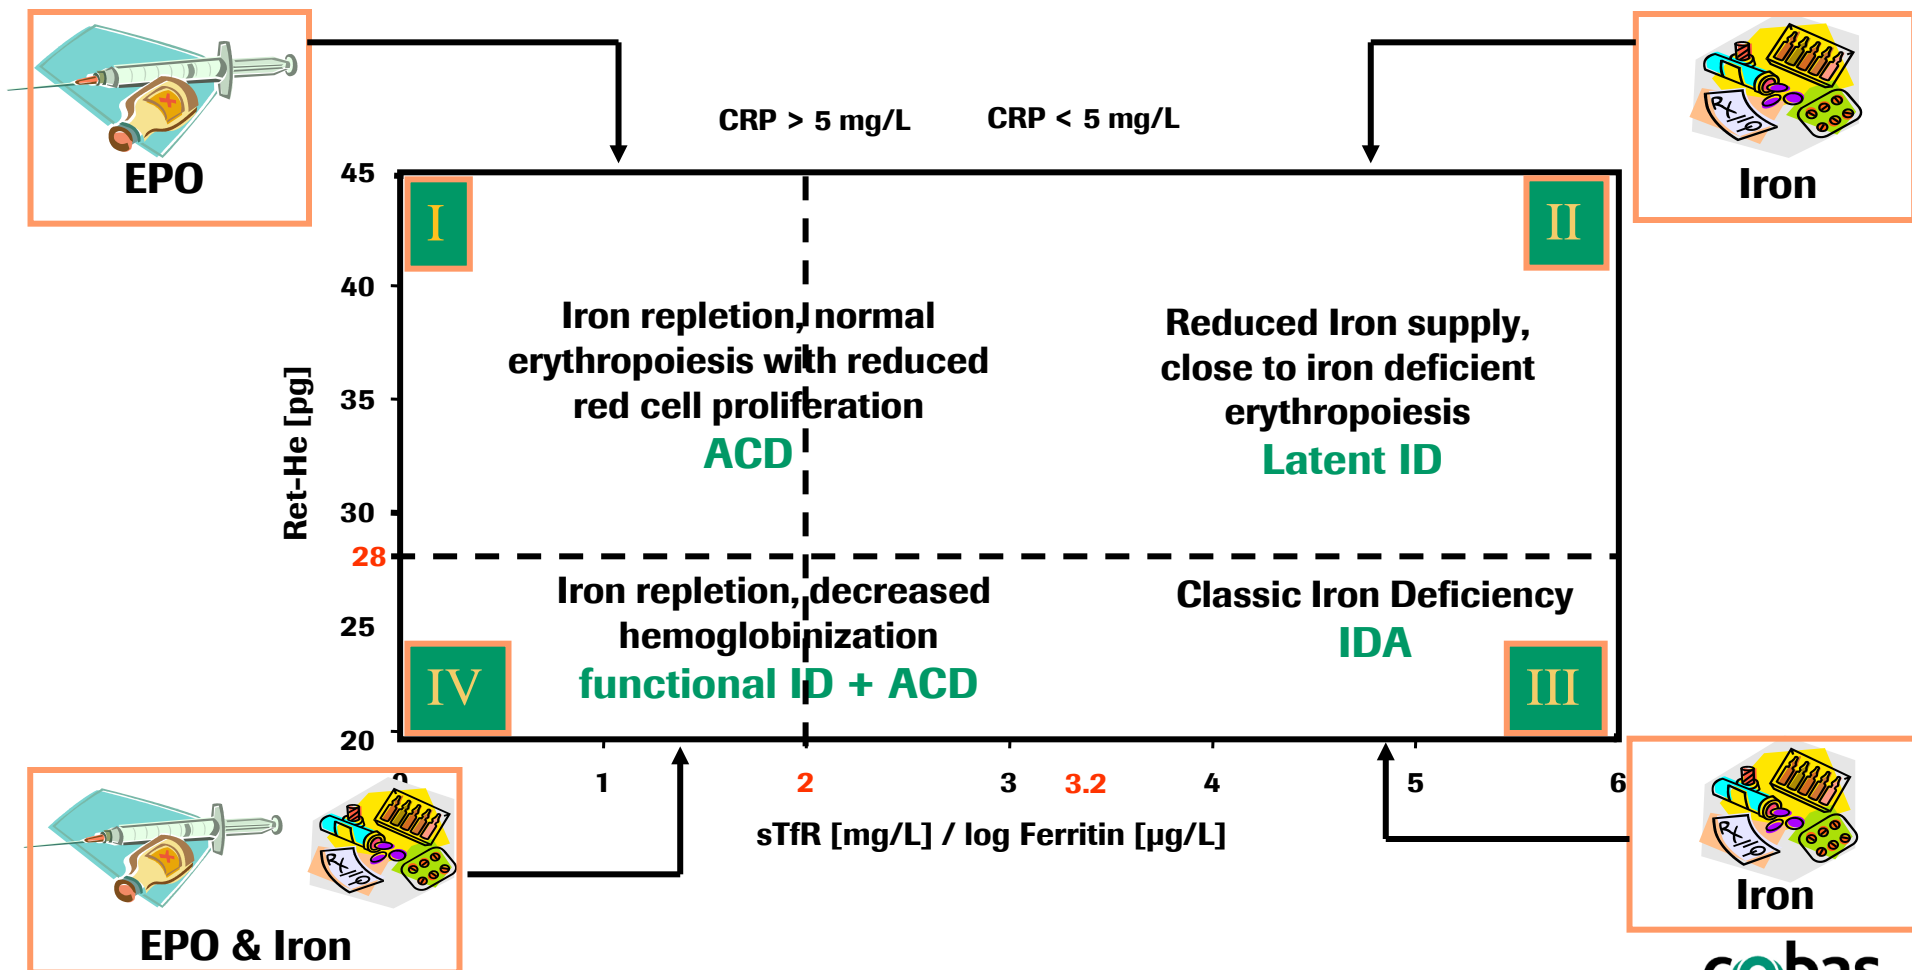 EPO
CRP > 5 mg/L
CRP < 5 mg/L
Iron
45
40
35
30
28
25
20
Ret-He [pg]
I
II
Iron repletion, normal
erythropoiesis with reduced
red cell proliferation
ACD
Reduced Iron supply,
close to iron deficient
erythropoiesis
Latent ID
Iron repletion, decreased
hemoglobinization
functional ID + ACD
Classic Iron Deficiency
IDA
IV
III
0
1
2
3
3.2
4
5
6
sTfR [mg/L] / log Ferritin [µg/L]
EPO & Iron
Iron
cobas